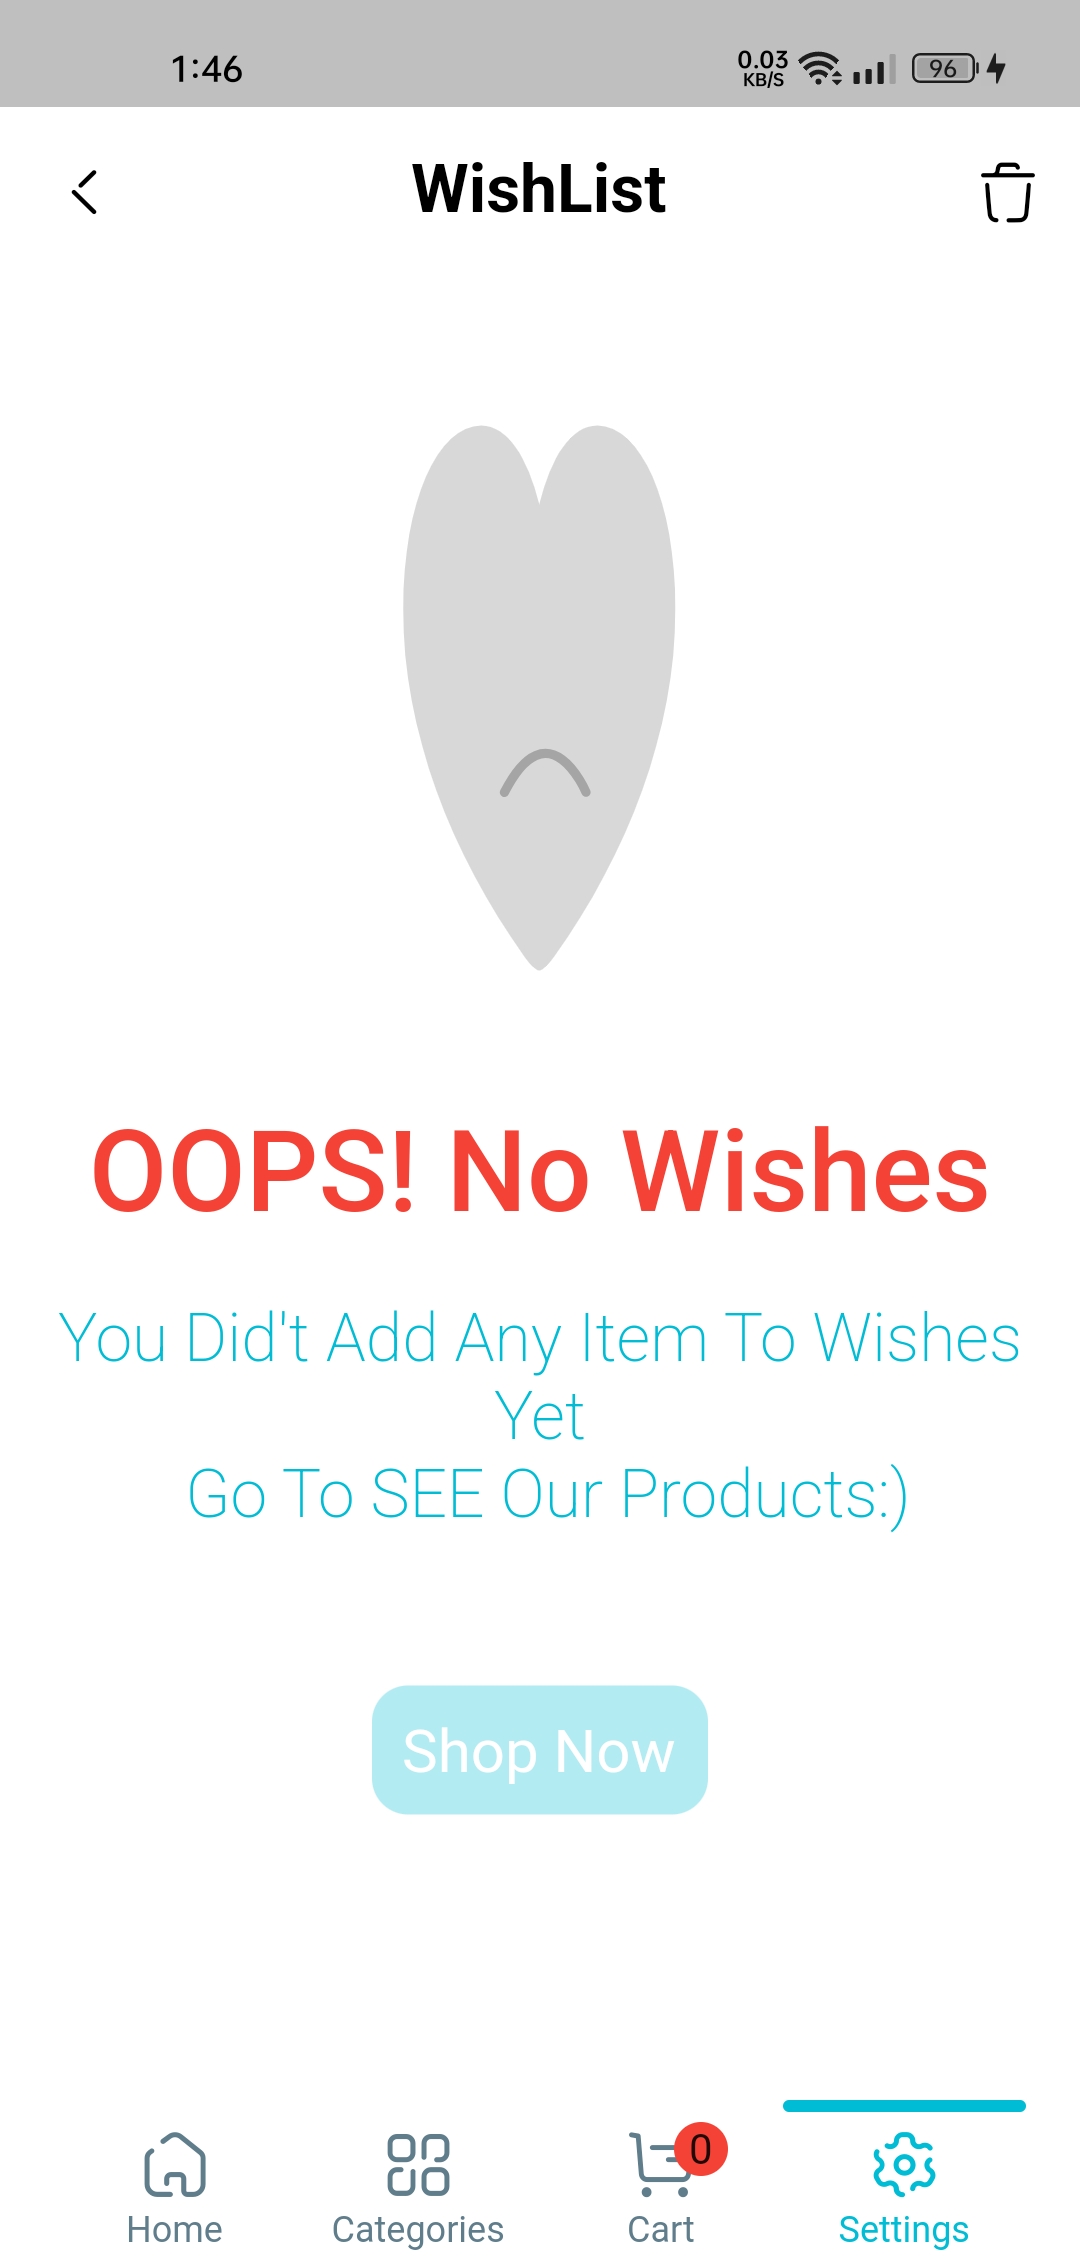 1:46
0.03
KB/S
96
WishList
OOPS! No Wishes
You Did't Add Any Item To Wishes
Yet
Go To SEE Our Products:)
Shop Now
0
Home Categories Cart Settings